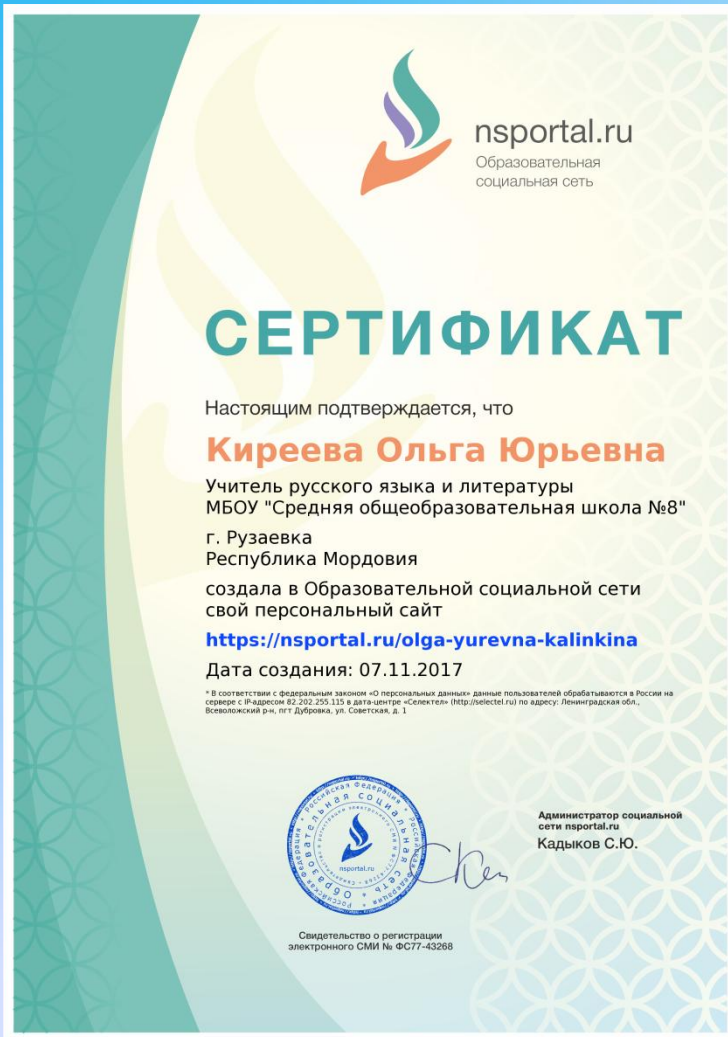 nsportal.ru
Образовательная
социальная сеть
СЕРТИФИКАТ
Настоящим подтверждается, что
Киреева Ольга Юрьевна
Учитель русского языка и литературы
МБОУ "Средняя общеобразовательная школа №8"
г. Рузаевка
Республика Мордовия
создала в Образовательной социальной сети
свой персональный сайт
https://nsportal.ru/olga-yurevna-kalinkina
Дата создания: 07.11.2017
* В соответствии с федеральным законом «О персональных данных» данные пользователей обрабатываются в России на
сервере с IP-адресом 82.202.255.115 в дата-центре «Селектел» (http://selectel.ru) по адресу: Ленинградская обл.,
Всеволожский р-н, пгт Дубровка, ул. Советская, д. 1
Российская Федерация
Образовательная социальная сеть
nsportal.ru
Администратор социальной
сети nsportal.ru
Кадыков С.Ю.
Свидетельство о регистрации
электронного СМИ № ФС77-43268